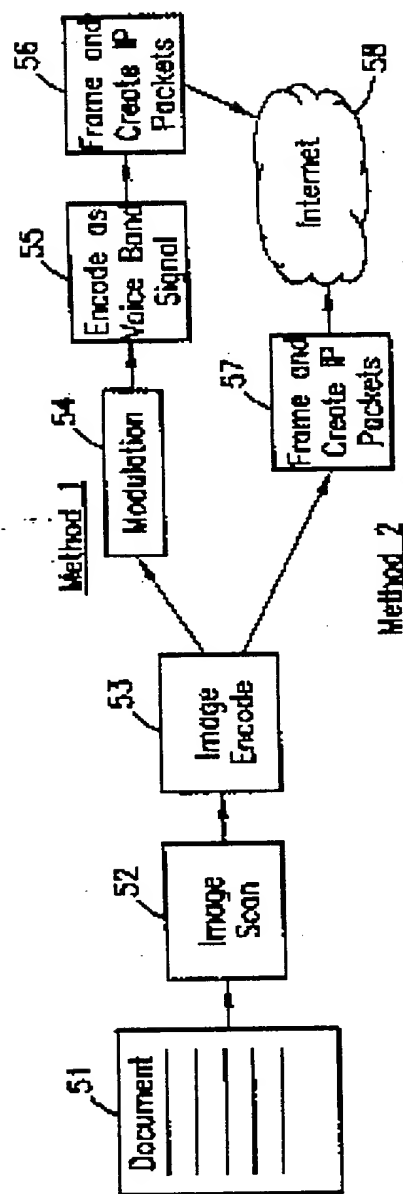 51
Document
52
Image
Scan
53
Image
Encode
Method 1
54
Modulation
55
Encode as
Voice Band
Signal
56
Frame and
Create IP
Packets
Method 2
57
Frame and
Create IP
Packets
58
Internet